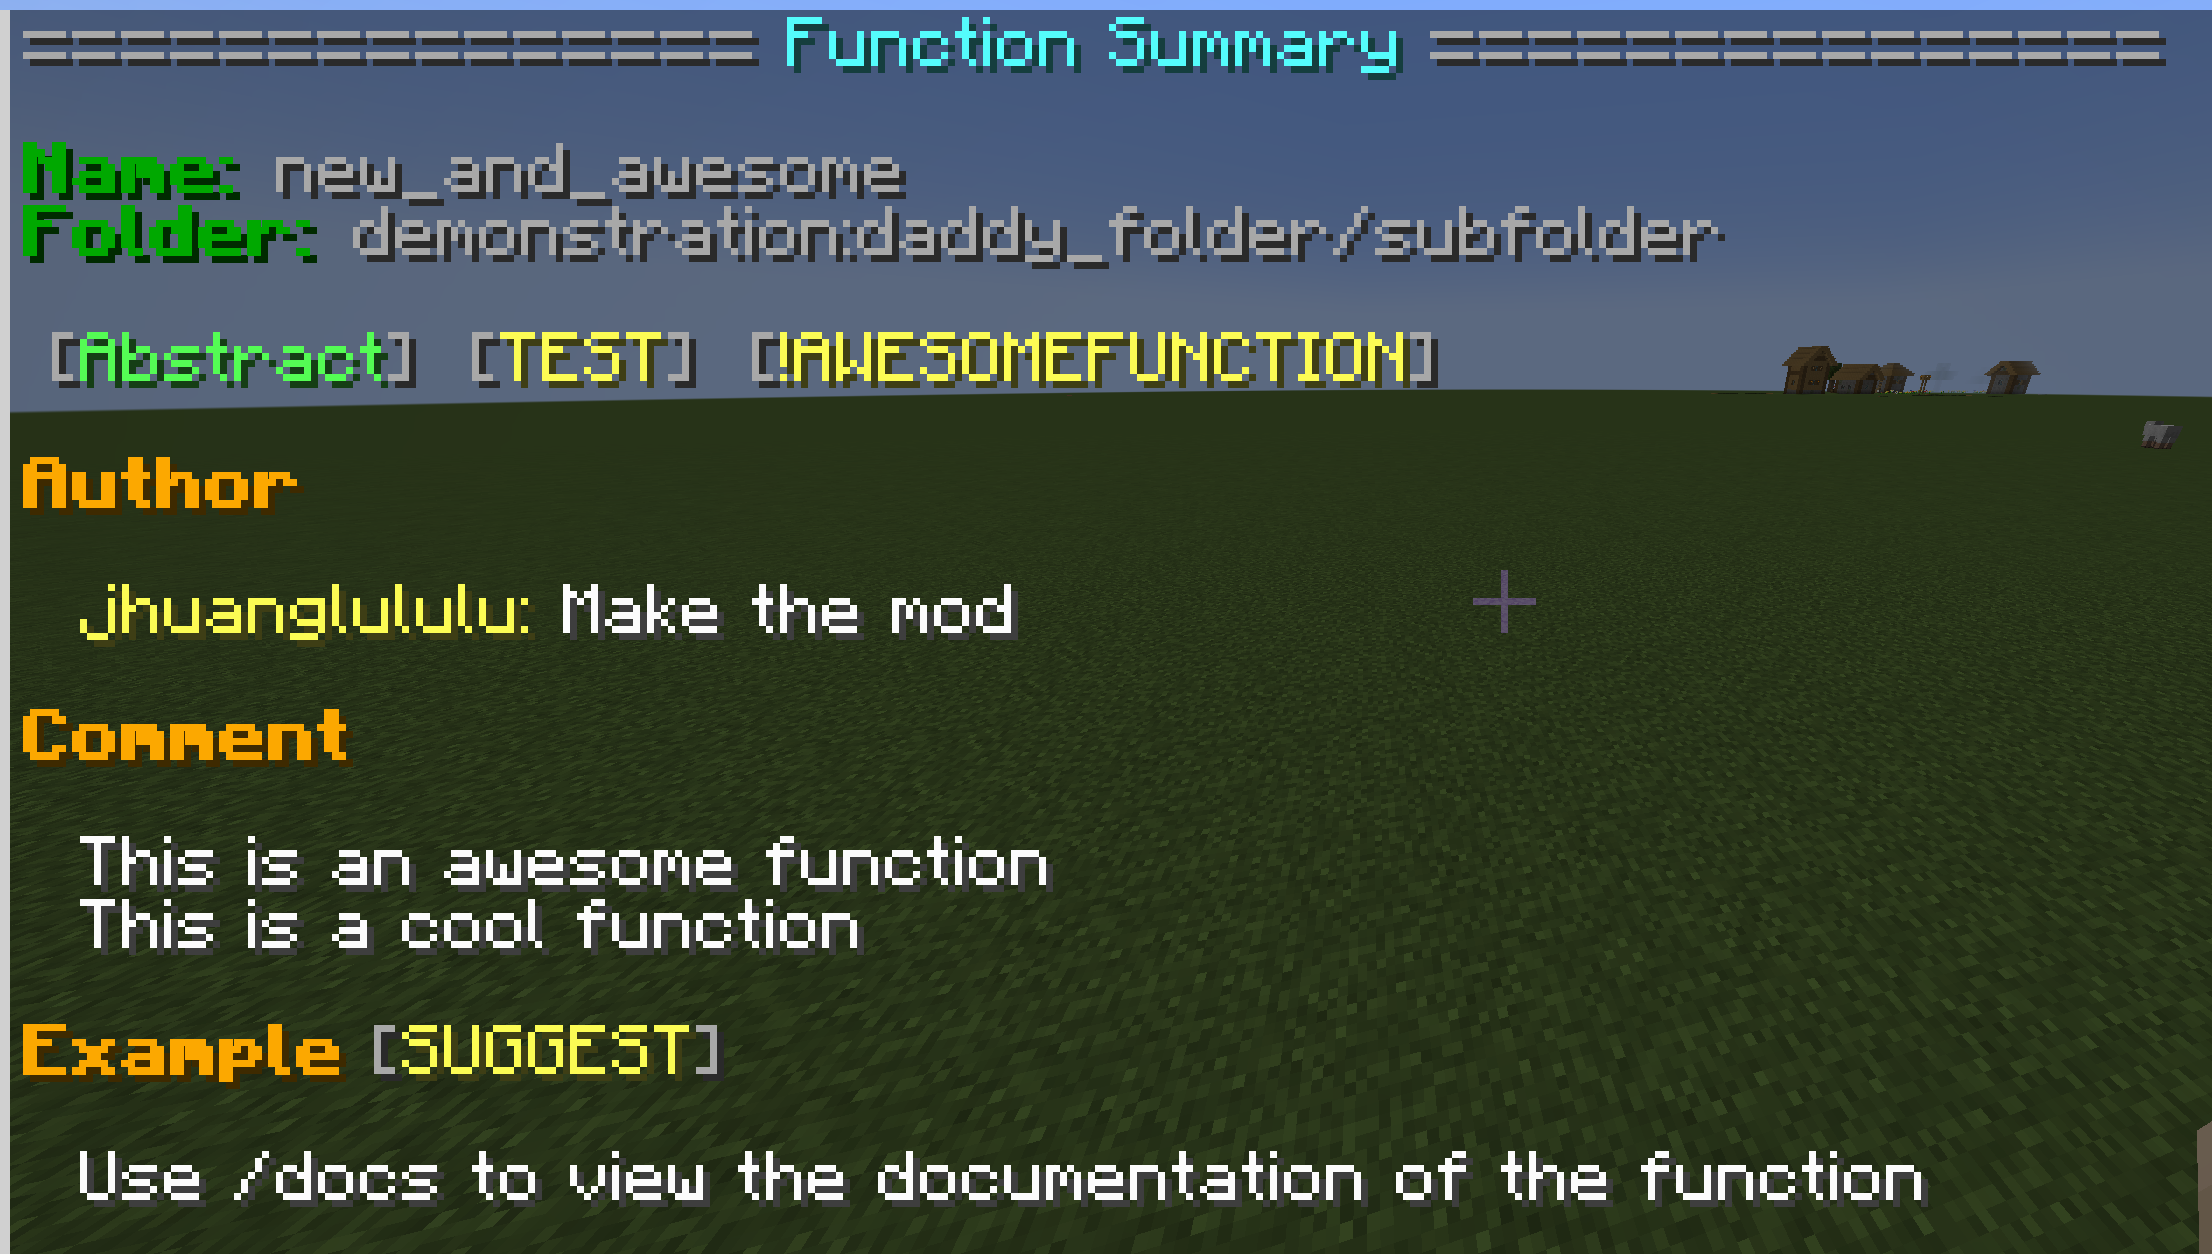 =============== Function Summary ===============
Name: new_and_awesome
Folder: demonstration:daddy_folder/subfolder
[Abstract] [TEST] [!AWESOMEFUNCTION]
Author
jhuanglululu: Make the mod
Comment
This is an awesome function
This is a cool function
Example [SUGGEST]
Use /docs to view the documentation of the function